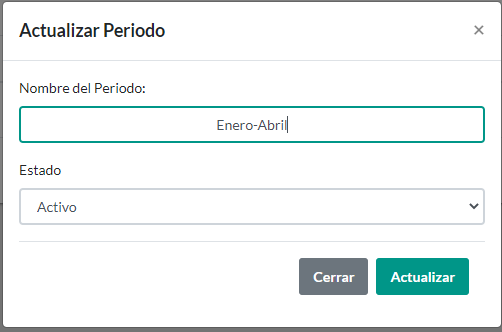 Actualizar Periodo ×
Nombre del Periodo:
Enero-Abril
Estado
Activo
Cerrar Actualizar